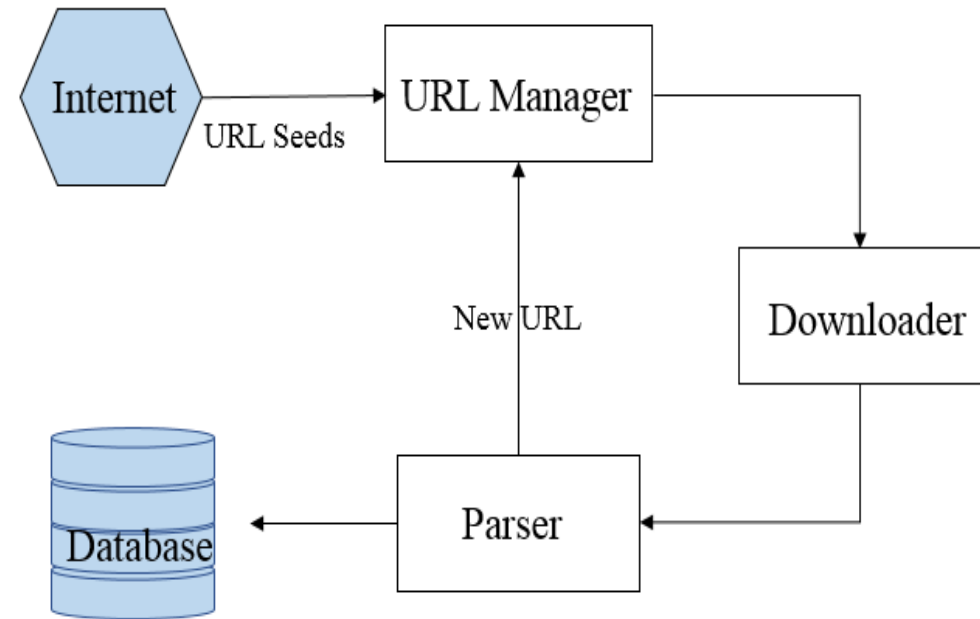 Internet
URL Manager
URL Seeds
Downloader
New URL
Parser
Database